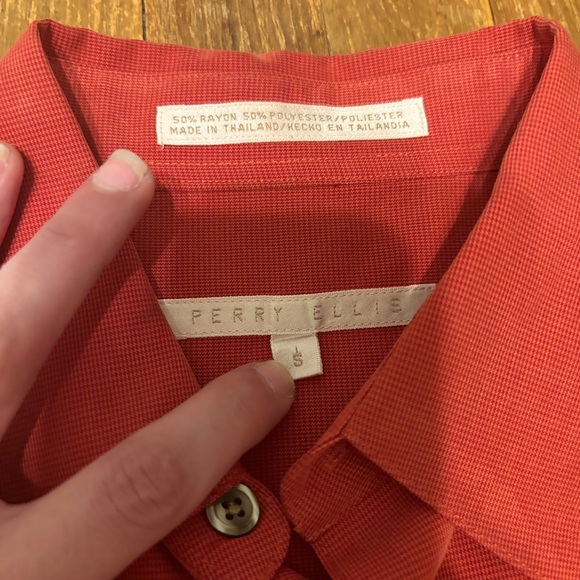 50% RAYON 50% POLYESTER/POLIESTER
MADE IN THAILAND/HECHO EN TAILANDIA
PERRY ELLIS
S